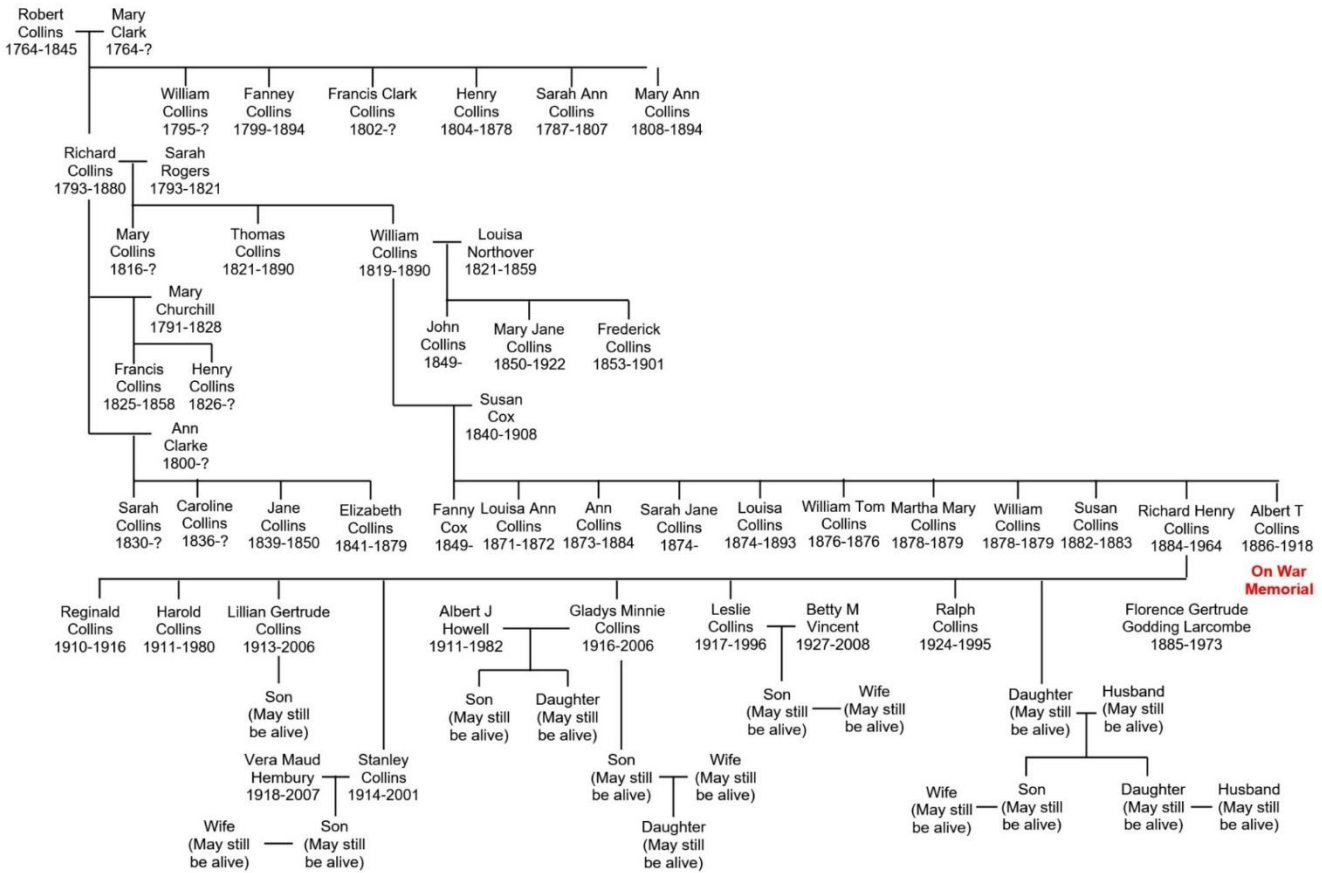 Robert
Collins
1764-1845
Mary
Clark
1764-?
William
Collins
1795-?
Fanney
Collins
1799-1894
Francis Clark
Collins
1802-?
Henry
Collins
1804-1878
Sarah Ann
Collins
1787-1807
Mary Ann
Collins
1808-1894
Richard
Collins
1793-1880
Sarah
Rogers
1793-1821
Mary
Collins
1816-?
Thomas
Collins
1821-1890
William
Collins
1819-1890
Louisa
Northover
1821-1859
Mary
Churchill
1791-1828
John
Collins
1849-
Mary Jane
Collins
1850-1922
Frederick
Collins
1853-1901
Francis
Collins
1825-1858
Henry
Collins
1826-?
Susan
Cox
1840-1908
Ann
Clarke
1800-?
Sarah
Collins
1830-?
Caroline
Collins
1836-?
Jane
Collins
1839-1850
Elizabeth
Collins
1841-1879
Fanny
Cox
1849-
Louisa Ann
Collins
1871-1872
Ann
Collins
1873-1884
Sarah Jane
Collins
1874-
Louisa
Collins
1874-1893
William Tom
Collins
1876-1876
Martha Mary
Collins
1878-1879
William
Collins
1878-1879
Susan
Collins
1882-1883
Richard Henry
Collins
1884-1964
Albert T
Collins
1886-1918
On War
Memorial
Reginald
Collins
1910-1916
Harold
Collins
1911-1980
Lillian Gertrude
Collins
1913-2006
Albert J
Howell
1911-1982
Gladys Minnie
Collins
1916-2006
Leslie
Collins
1917-1996
Betty M
Vincent
1927-2008
Ralph
Collins
1924-1995
Florence Gertrude
Godding Larcombe
1885-1973
Son
(May still
be alive)
Son
(May still
be alive)
Daughter
(May still
be alive)
Son
(May still
be alive)
Wife
(May still
be alive)
Daughter
(May still
be alive)
Husband
(May still
be alive)
Vera Maud
Hembury
1918-2007
Stanley
Collins
1914-2001
Son
(May still
be alive)
Wife
(May still
be alive)
Wife
(May still
be alive)
Son
(May still
be alive)
Daughter
(May still
be alive)
Husband
(May still
be alive)
Wife
(May still
be alive)
Son
(May still
be alive)
Daughter
(May still
be alive)